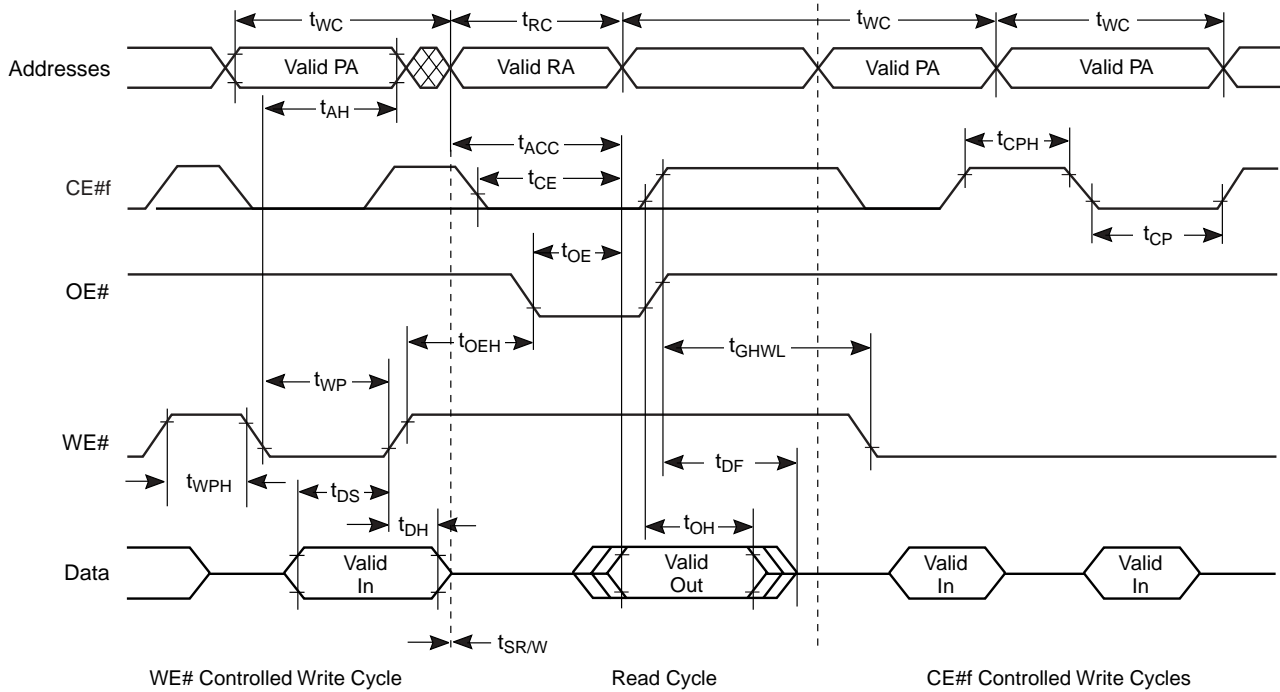 tWC tRC tWC tWC
Addresses Valid PA Valid RA Valid PA Valid PA
tAH
tACC tCPH
CE#f tCE
tCP
tOE
OE#
tOEH tGHWL
tWP
WE#
tDF
tWPH tDS
tDH tOH
Data Valid In Valid Out Valid In Valid In
tSR/W
WE# Controlled Write Cycle Read Cycle CE#f Controlled Write Cycles